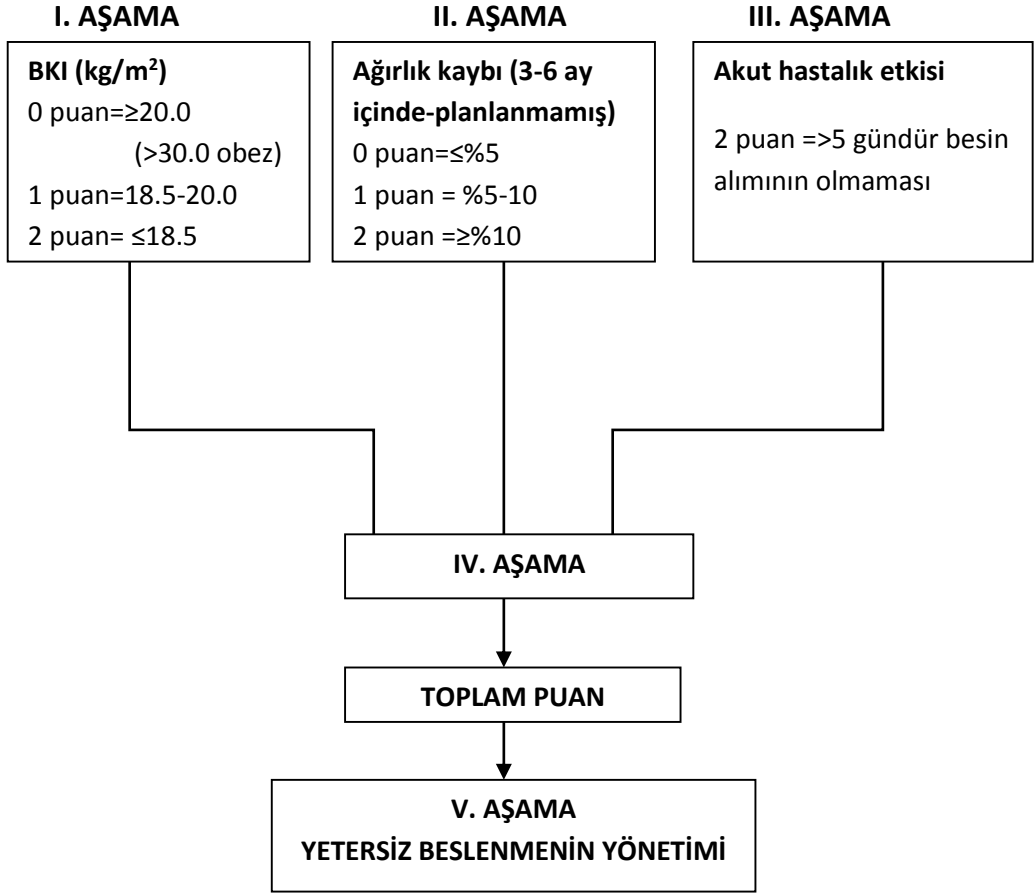 I. AŞAMA
BKI (kg/m²)
0 puan=≥20.0
(>30.0 obez)
1 puan=18.5-20.0
2 puan= ≤18.5
II. AŞAMA
Ağırlık kaybı (3-6 ay
içinde-planlanmamış)
0 puan=≤%5
1 puan = %5-10
2 puan =≥%10
III. AŞAMA
Akut hastalık etkisi
2 puan =>5 gündür besin
alımının olmaması
IV. AŞAMA
TOPLAM PUAN
V. AŞAMA
YETERSİZ BESLENMENİN YÖNETİMİ